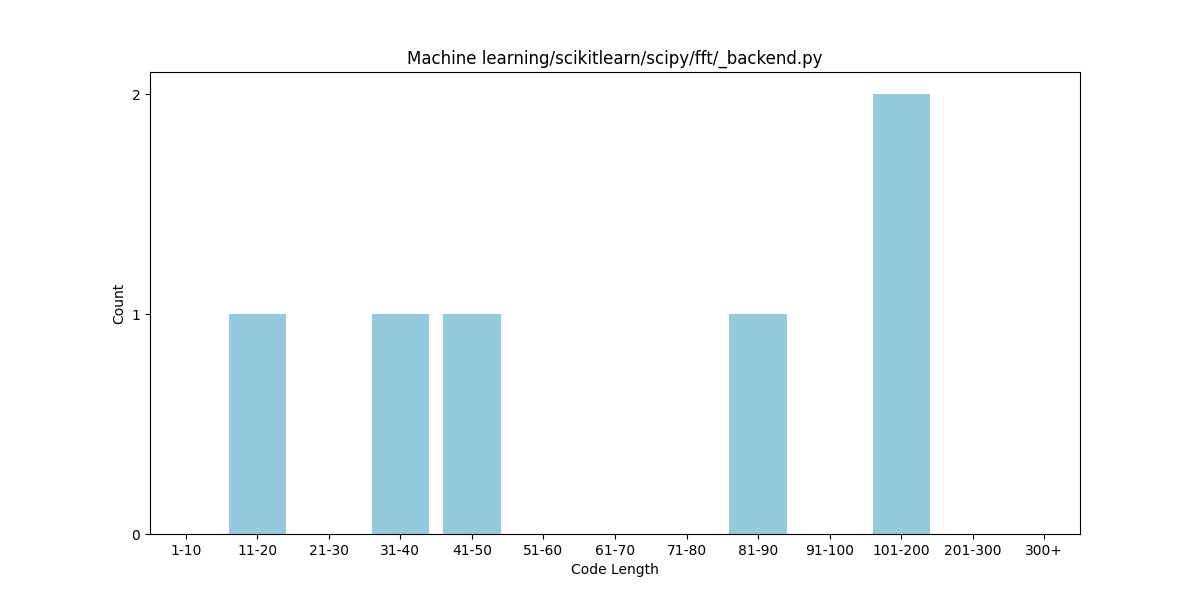 Machine learning/scikitlearn/scipy/fft/_backend.py
2
1
0
Count
1-10 11-20 21-30 31-40 41-50 51-60 61-70 71-80 81-90 91-100 101-200 201-300 300+
Code Length